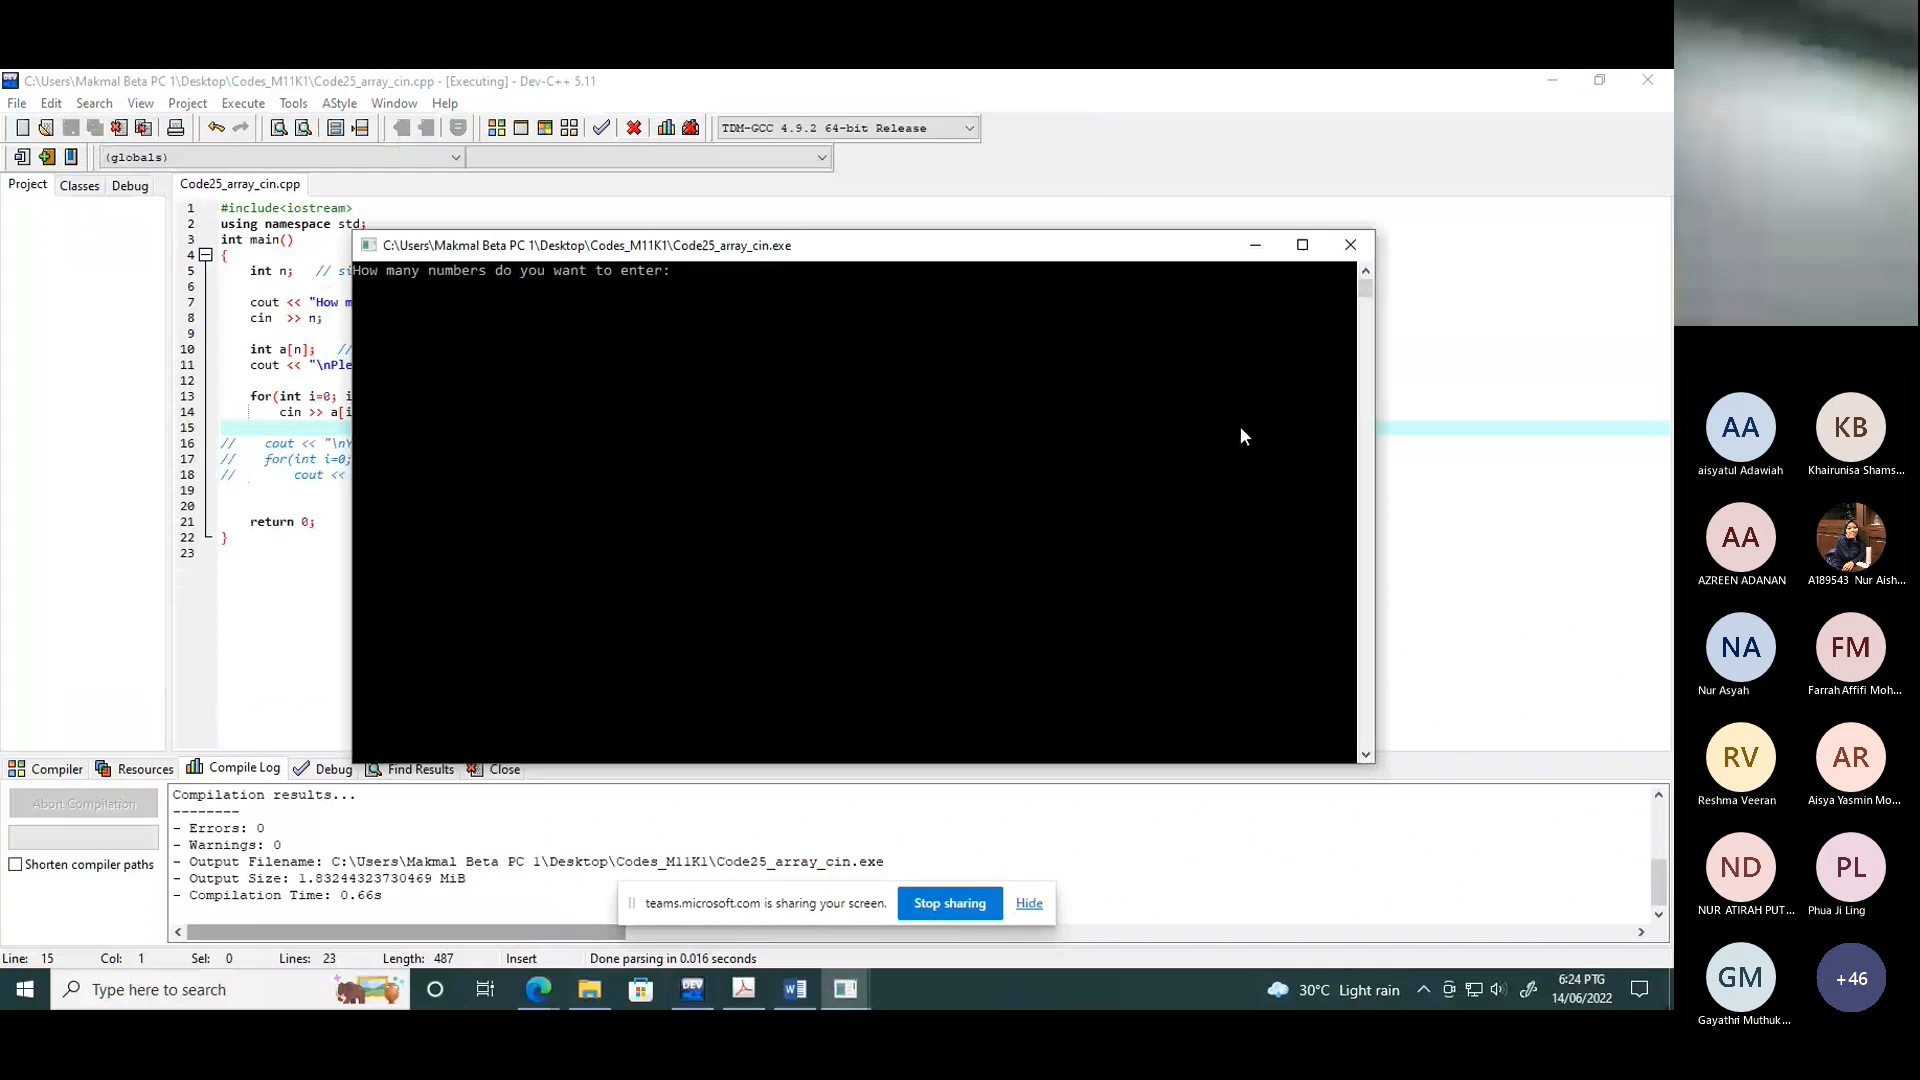 C:\Users\Makmal Beta PC 1\Desktop\Codes_M11K1\Code25_array_cin.cpp - [Executing] - Dev-C++ 5.11
File Edit Search View Project Execute Tools AStyle Window Help
TDM-GCC 4.9.2 64-bit Release
(globals)
Project Classes Debug
Code25_array_cin.cpp
1 #include<iostream>
2 using namespace std;
3 int main()
4 {
5 int n; // si
6
7 cout << "How m
8 cin >> n;
9
10 int a[n]; //
11 cout << "\nPle
12
13 for(int i=0; i
14 cin >> a[i
15
16 // cout << "\nY
17 // for(int i=0;
18 // cout <<
19
20
21 return 0;
22 }
23
C:\Users\Makmal Beta PC 1\Desktop\Codes_M11K1\Code25_array_cin.exe
How many numbers do you want to enter:
Compiler Resources Compile Log Debug Find Results Close
Abort Compilation
Shorten compiler paths
Compilation results...
--------
- Errors: 0
- Warnings: 0
- Output Filename: C:\Users\Makmal Beta PC 1\Desktop\Codes_M11K1\Code25_array_cin.exe
- Output Size: 1.83244323730469 MiB
- Compilation Time: 0.66s
teams.microsoft.com is sharing your screen. Stop sharing Hide
Line: 15 Col: 1 Sel: 0 Lines: 23 Length: 487 Insert Done parsing in 0.016 seconds
Type here to search
DEV
30°C Light rain
6:24 PTG
14/06/2022
AA KB
aisyatul Adawiah Khairunisa Shams...
AA
AZREEN ADANAN A189543 Nur Aish...
NA FM
Nur Asyah Farrah Affifi Moh...
RV AR
Reshma Veeran Aisya Yasmin Mo...
ND PL
NUR ATIRAH PUT... Phua Ji Ling
GM +46
Gayathri Muthuk...